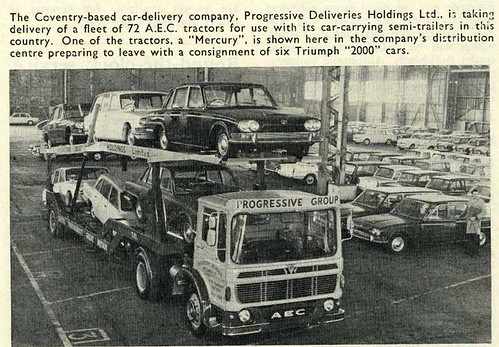 The Coventry-based car-delivery company, Progressive Deliveries Holdings Ltd., is taking
delivery of a fleet of 72 A.E.C. tractors for use with its car-carrying semi-trailers in this
country. One of the tractors, a "Mercury", is shown here in the company's distribution
centre preparing to leave with a consignment of six Triumph "2000" cars.
HOLDINGS Limited
PROGRESSIVE GROUP
AEC